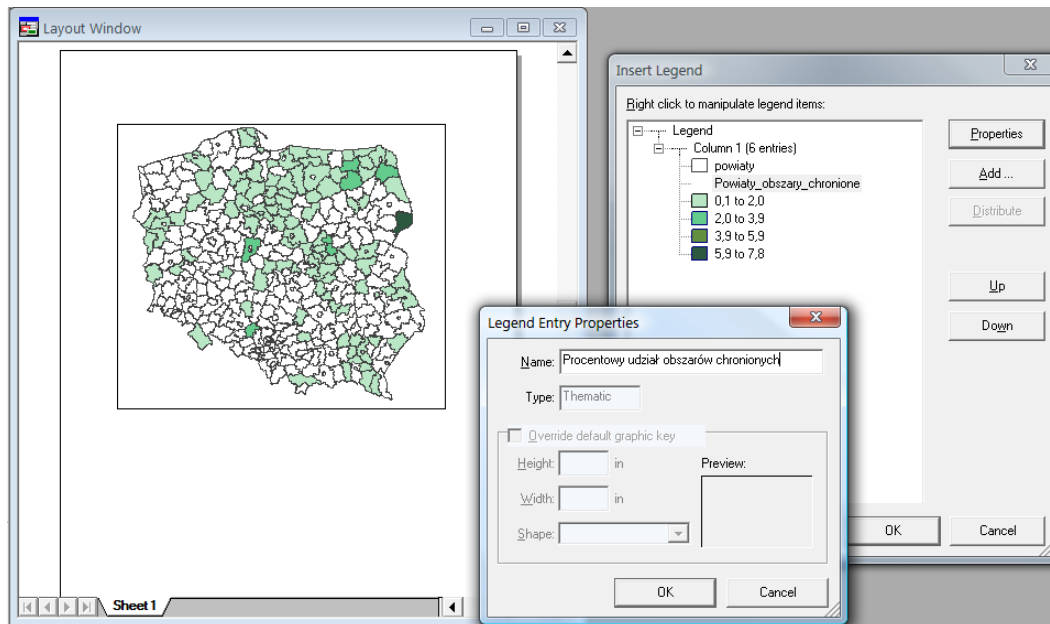 Layout Window
Sheet 1
Insert Legend
Right click to manipulate legend items:
Legend
Column 1 (6 entries)
powiaty
Powiaty_obszary_chronione
0,1 to 2,0
2,0 to 3,9
3,9 to 5,9
5,9 to 7,8
Properties
Add ...
Distribute
Up
Down
OK
Cancel
Legend Entry Properties
Name: Procentowy udział obszarów chronionych
Type: Thematic
Override default graphic key
Height: in
Width: in
Shape:
Preview:
OK
Cancel